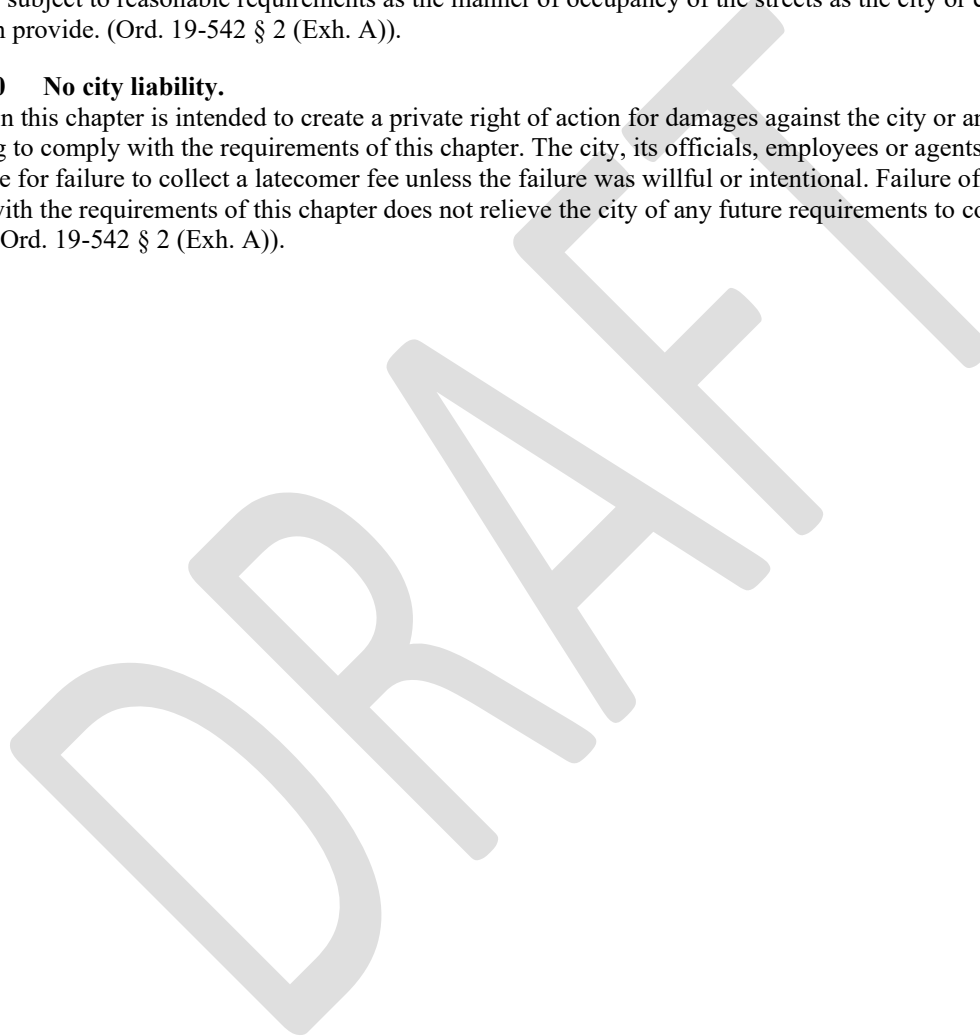 subject to reasonable requirements as the manner of occupancy of the streets as the city or
provide. (Ord. 19-542 § 2 (Exh. A)).
No city liability.
n this chapter is intended to create a private right of action for damages against the city or
g to comply with the requirements of this chapter. The city, its officials, employees or agents
e for failure to collect a latecomer fee unless the failure was willful or intentional. Failure of
with the requirements of this chapter does not relieve the city of any future requirements to
Ord. 19-542 § 2 (Exh. A)).
DRAFT